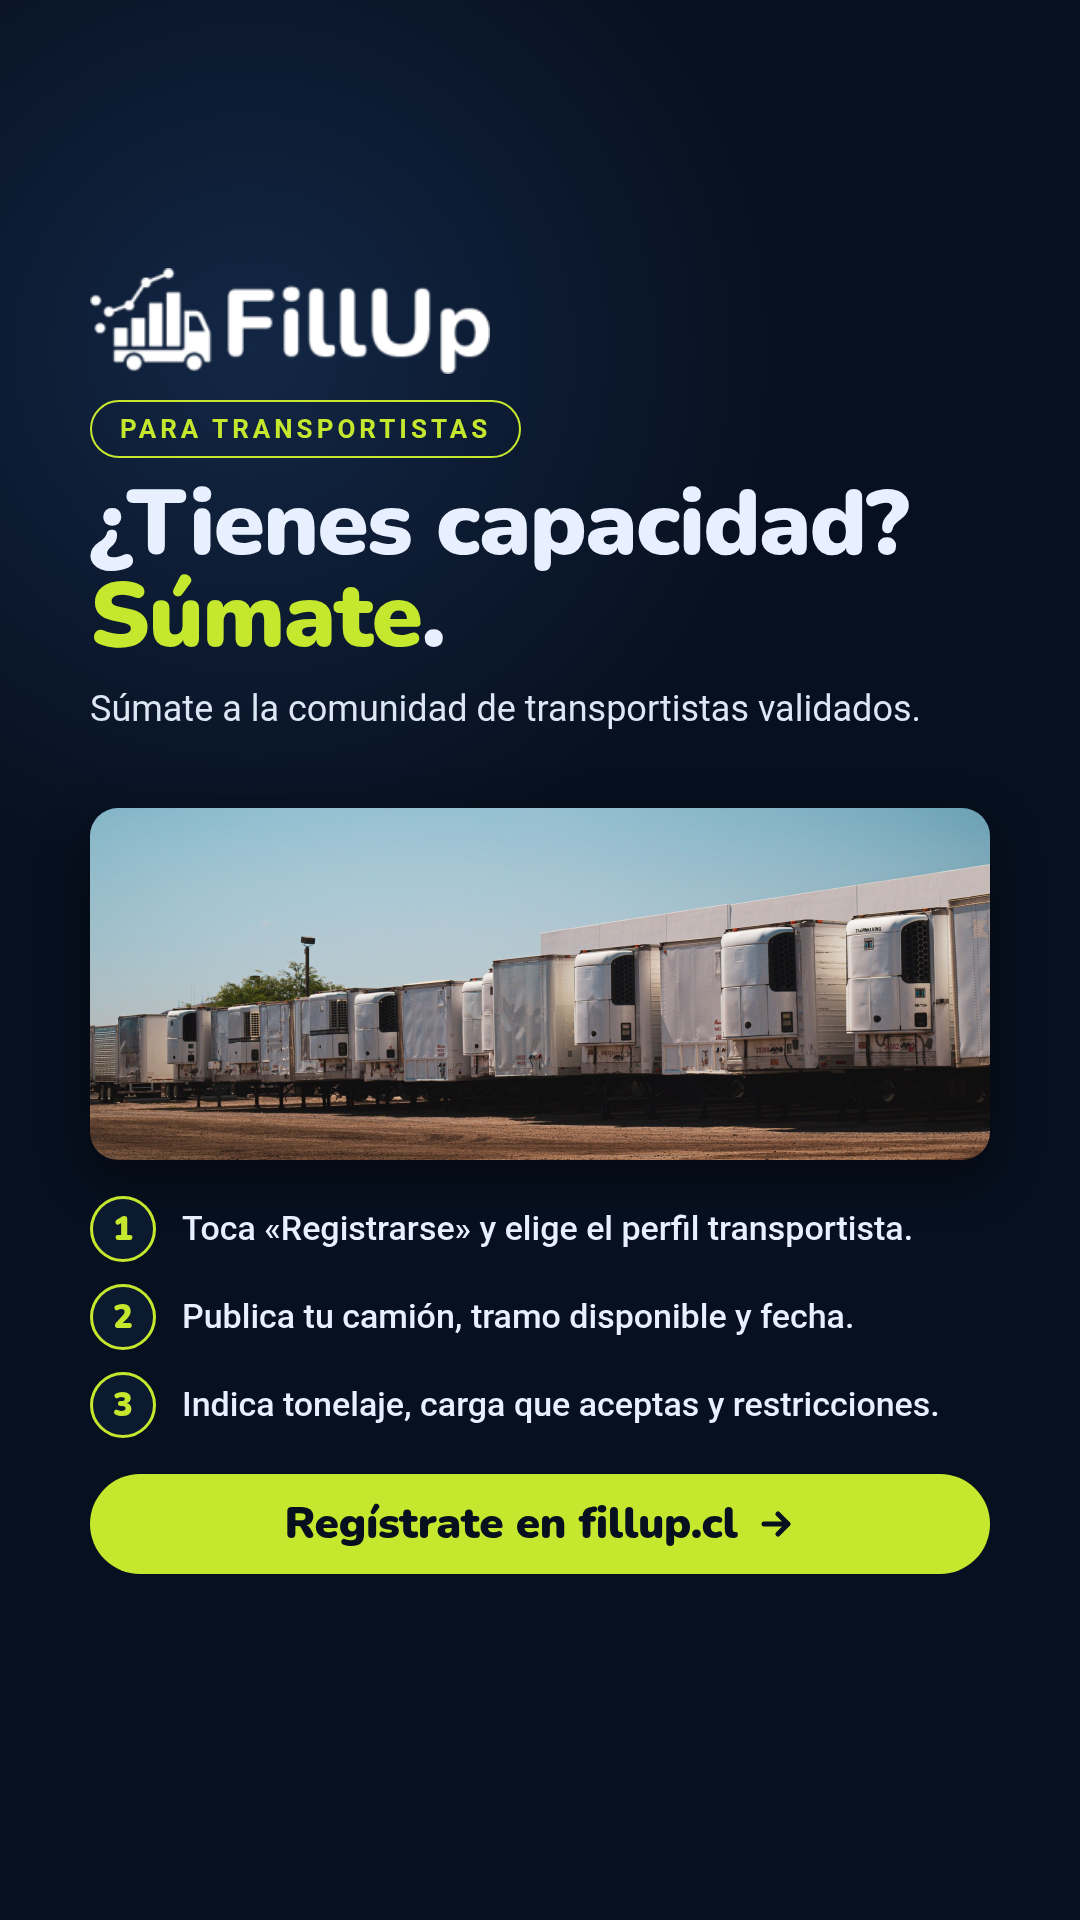 FillUp
PARA TRANSPORTISTAS
¿Tienes capacidad?
Súmate.
Súmate a la comunidad de transportistas validados.
1 Toca «Registrarse» y elige el perfil transportista.
2 Publica tu camión, tramo disponible y fecha.
3 Indica tonelaje, carga que aceptas y restricciones.
Regístrate en fillup.cl →